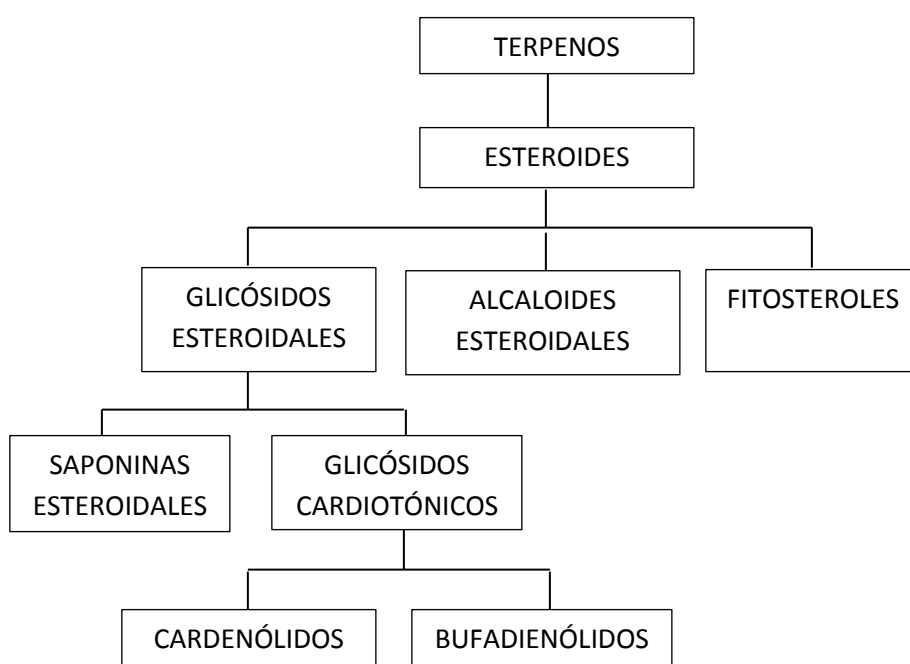 TERPENOS
ESTEROIDES
GLICÓSIDOS
ESTEROIDALES
ALCALOIDES
ESTEROIDALES
FITOSTEROLES
SAPONINAS
ESTEROIDALES
GLICÓSIDOS
CARDIOTÓNICOS
CARDENÓLIDOS
BUFADIENÓLIDOS